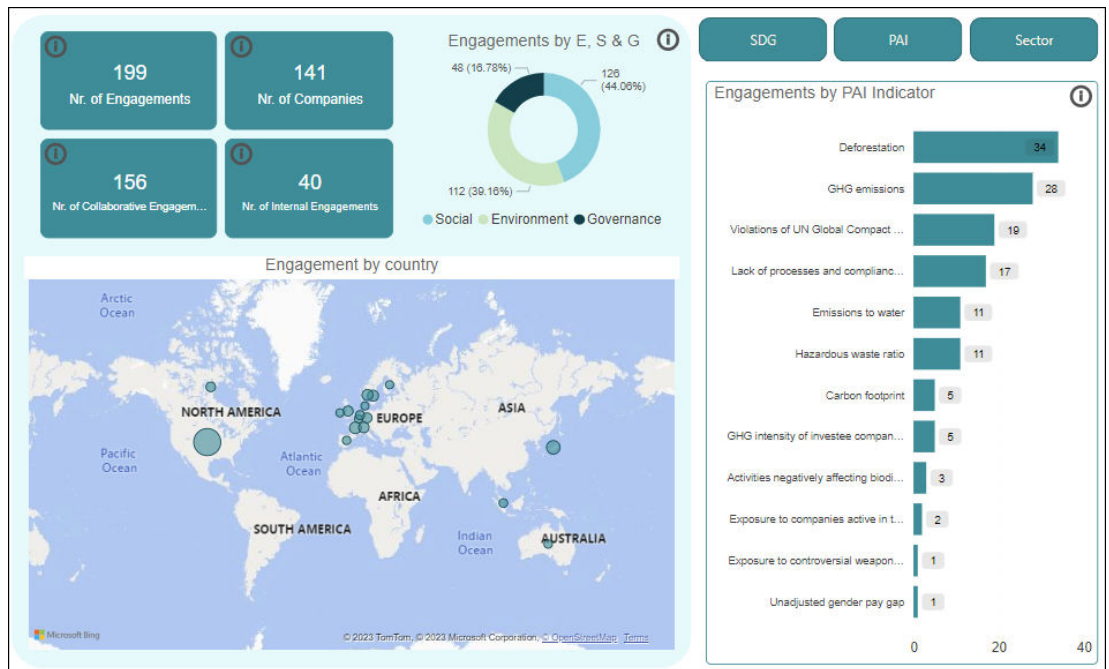 199
Nr. of Engagements
141
Nr. of Companies
156
Nr. of Collaborative Engagem...
40
Nr. of Internal Engagements
Engagements by E, S & G
48 (16.78%)
126
(44.06%)
112 (39.16%)
Social Environment Governance
SDG
PAI
Sector
Engagement by country
Arctic
Ocean
NORTH AMERICA
EUROPE
ASIA
Pacific
Ocean
Atlantic
Ocean
AFRICA
SOUTH AMERICA
Indian
Ocean
AUSTRALIA
Microsoft Bing
© 2023 TomTom, © 2023 Microsoft Corporation, © OpenStreetMap Terms
Engagements by PAI Indicator
Deforestation 34
GHG emissions 28
Violations of UN Global Compact ... 19
Lack of processes and complianc... 17
Emissions to water 11
Hazardous waste ratio 11
Carbon footprint 5
GHG intensity of investee compan... 5
Activities negatively affecting biodi... 3
Exposure to companies active in t... 2
Exposure to controversial weapon... 1
Unadjusted gender pay gap 1
0 20 40